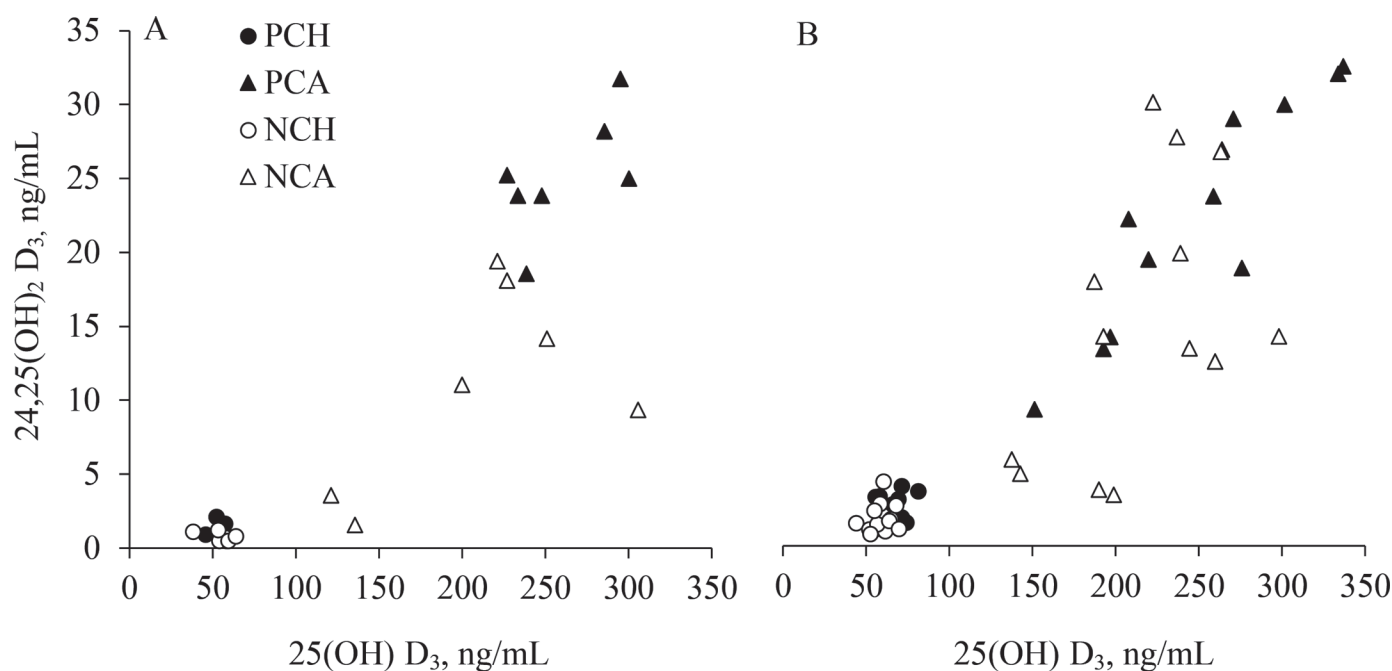 A
B
PCH
PCA
NCH
NCA
35
30
25
20
15
10
5
0
24,25(OH)₂ D₃, ng/mL
0 50 100 150 200 250 300 350
0 50 100 150 200 250 300 350
25(OH) D₃, ng/mL
25(OH) D₃, ng/mL